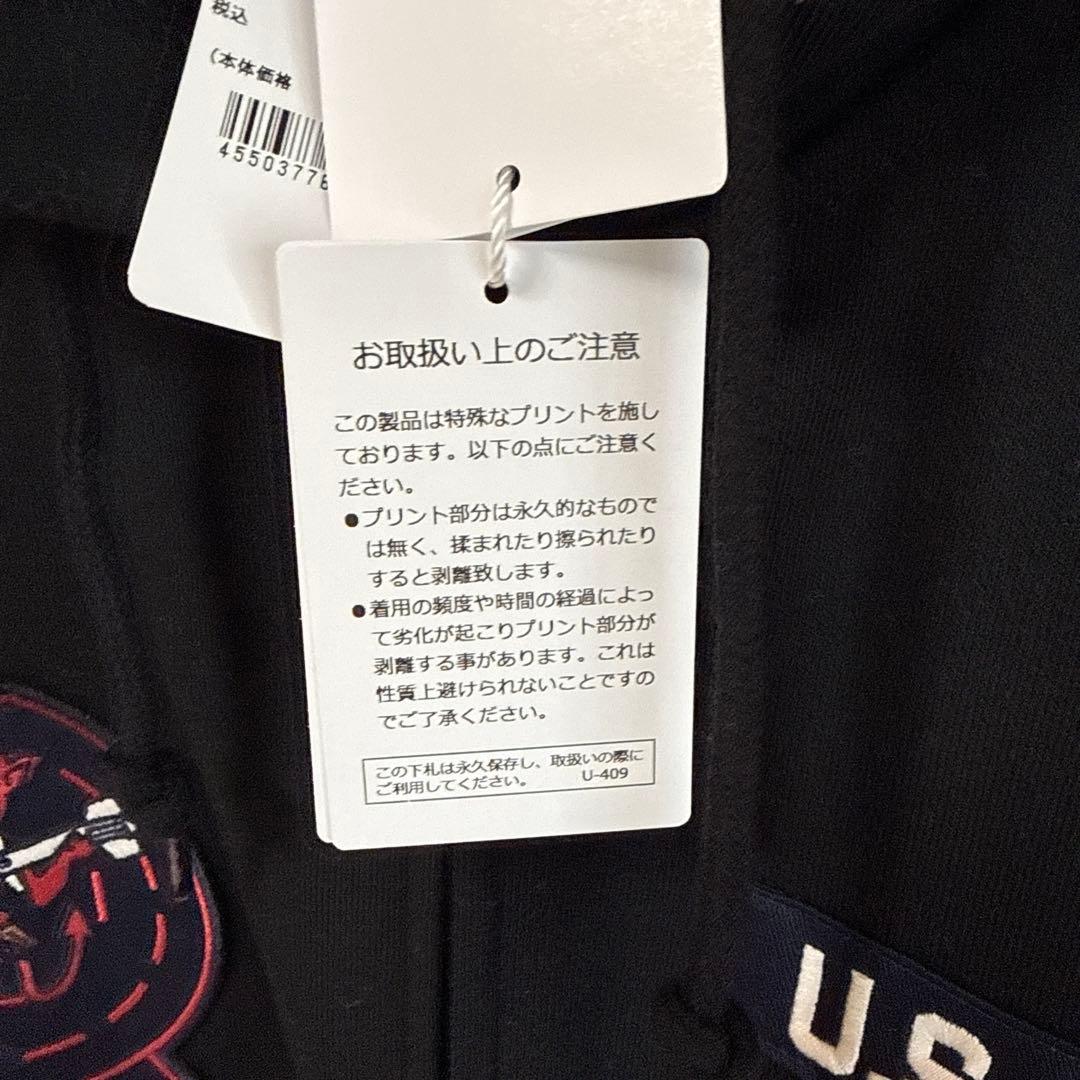 税込
(本体価格
4550377
お取扱い上のご注意
この製品は特殊なプリントを施し
ております。以下の点にご注意く
ださい。
●プリント部分は永久的なもので
は無く、揉まれたり擦られたり
すると剥離致します。
●着用の頻度や時間の経過によっ
て劣化が起こりプリント部分が
剥離する事があります。これは
性質上避けられないことですの
でご了承ください。
この下札は永久保存し、取扱いの際に
ご利用してください。 U-409
U.S